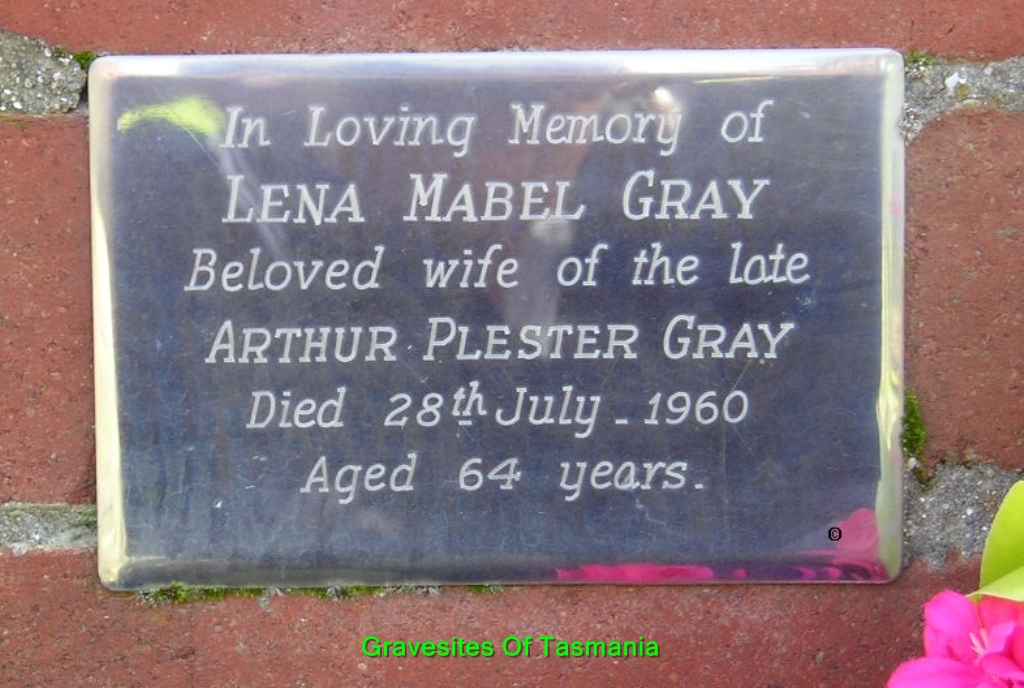 In Loving Memory of
LENA MABEL GRAY
Beloved wife of the late
ARTHUR PLESTER GRAY
Died 28th July - 1960
Aged 64 years.
©
Gravesites Of Tasmania